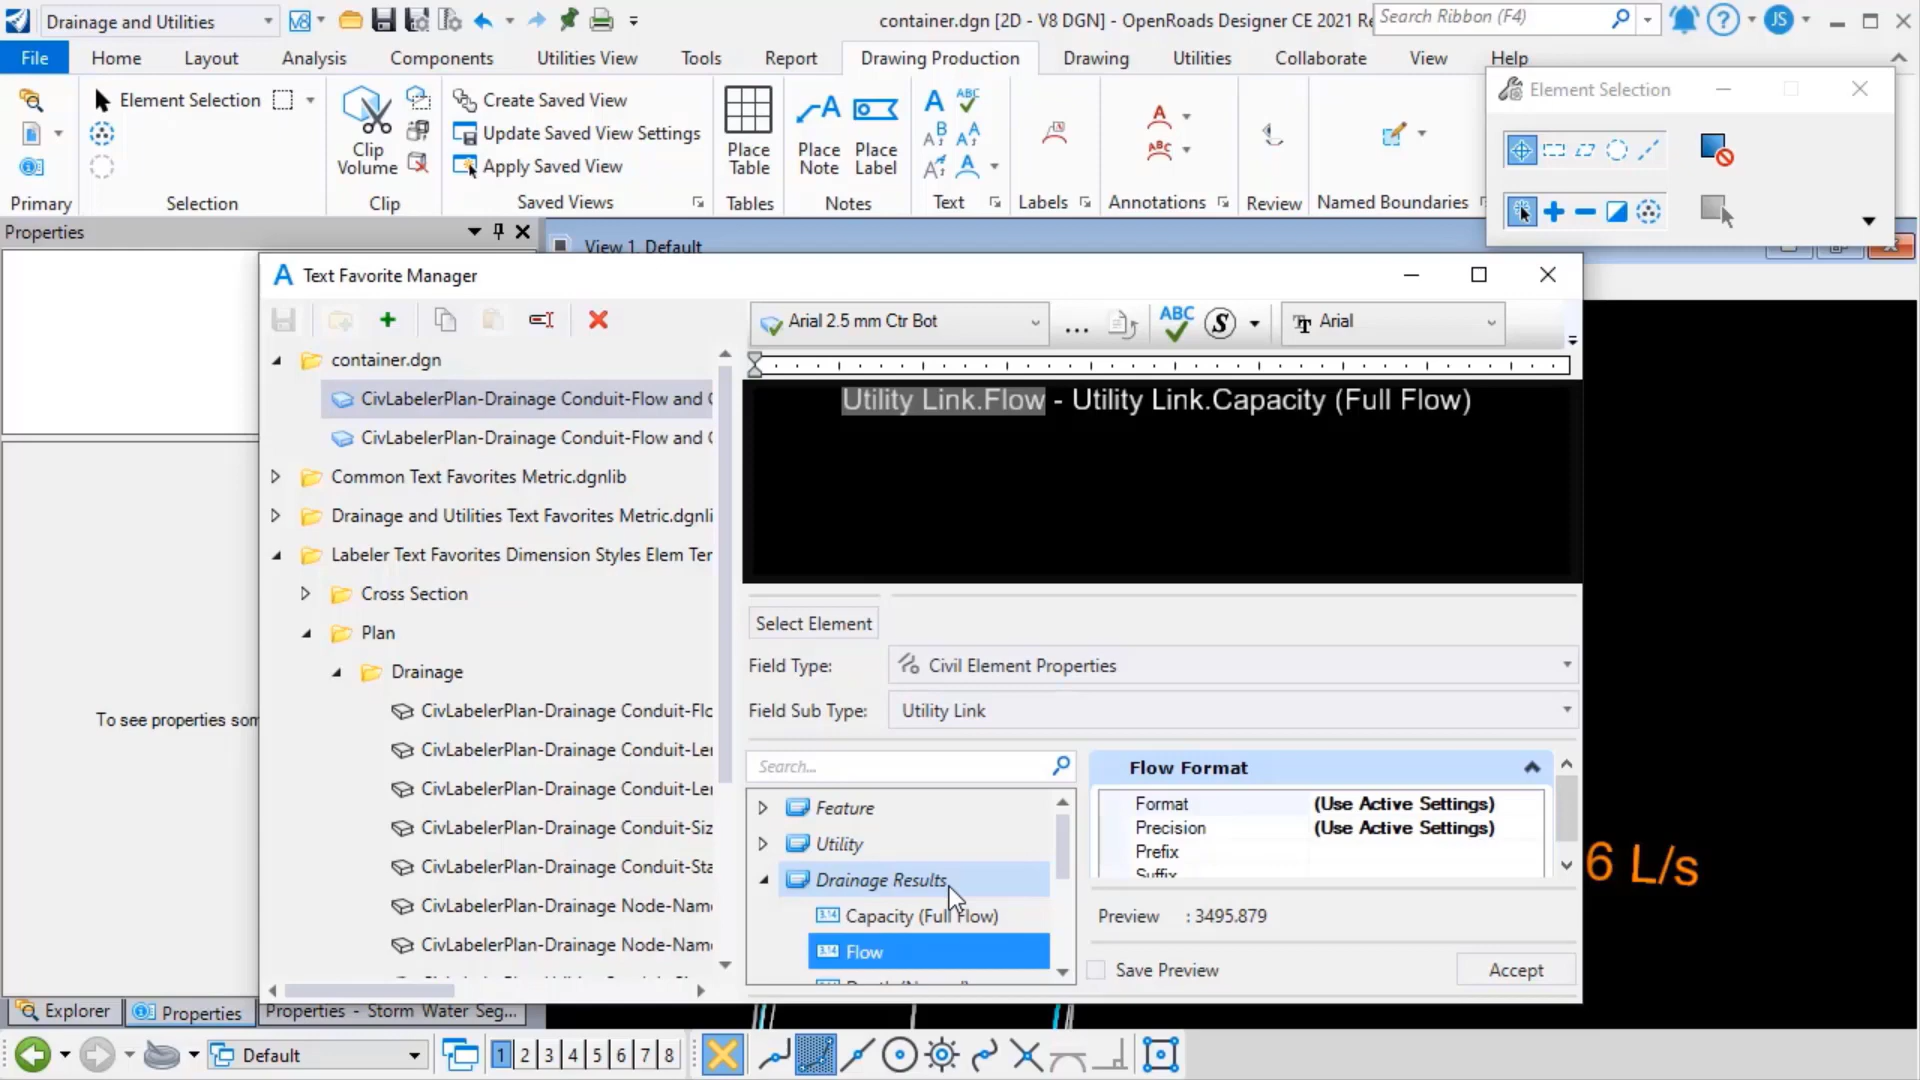 Drawing and Utilities
container.dgn [2D - V8 DGN] - OpenRoads Designer CE 2021 Re
Search Ribbon (F4)
JS
File
Home
Layout
Analysis
Components
Utilities View
Tools
Report
Drawing Production
Drawing
Utilities
Collaborate
View
Help
Element Selection
Create Saved View
Update Saved View Settings
Apply Saved View
Clip
Volume
Place
Table
Place
Note
Place
Label
Primary
Selection
Clip
Saved Views
Tables
Notes
Text
Labels
Annotations
Review
Named Boundaries
Element Selection
Properties
View 1, Default
Text Favorite Manager
Arial 2.5 mm Ctr Bot
Arial
container.dgn
CivLabelerPlan-Drainage Conduit-Flow and
CivLabelerPlan-Drainage Conduit-Flow and
Common Text Favorites Metric.dgnlib
Drainage and Utilities Text Favorites Metric.dgnli
Labeler Text Favorites Dimension Styles Elem Ter
Cross Section
Plan
Drainage
CivLabelerPlan-Drainage Conduit-Flo
CivLabelerPlan-Drainage Conduit-Ler
CivLabelerPlan-Drainage Conduit-Ler
CivLabelerPlan-Drainage Conduit-Siz
CivLabelerPlan-Drainage Conduit-Sta
CivLabelerPlan-Drainage Node-Name
CivLabelerPlan-Drainage Node-Name
Utility Link.Flow - Utility Link.Capacity (Full Flow)
Select Element
Field Type:
Civil Element Properties
Field Sub Type:
Utility Link
Search...
Feature
Utility
Drainage Results
Capacity (Full Flow)
Flow
Flow Format
Format
(Use Active Settings)
Precision
(Use Active Settings)
Prefix
Suffix
Preview : 3495.879
Save Preview
Accept
To see properties som
6 L/s
Explorer
Properties
Properties - Storm Water Seg...
Default
1 2 3 4 5 6 7 8